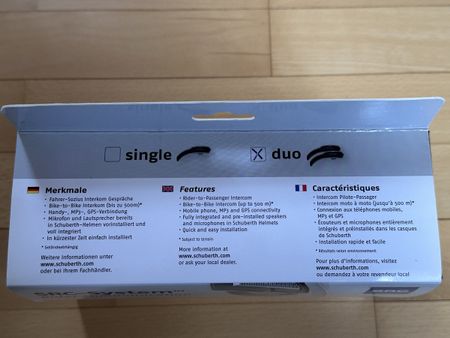 single
duo
Merkmale
• Fahrer-Sozius Intercom Gespräche
• Bike-to-Bike Interkom (bis zu 500m)*
• Handy-, MP3-, GPS-Verbindung
• Mikrofon und Lautsprecher bereits
in Schuberth-Helmen vorinstalliert und
voll integriert
• In kürzester Zeit einfach installiert
* Geländeabhängig
Weitere Informationen unter
www.schuberth.com
oder bei ihrem Fachhändler.
Features
• Rider-to-Passenger Intercom
• Bike-to-Bike Intercom (up to 500 m)*
• Mobile phone, MP3 and GPS connectivity
• Fully integrated and pre-installed speakers
and microphones in Schuberth Helmets
• Quick and easy installation
* Subject to terrain
More information at
www.schuberth.com
or ask your local dealer.
Caractéristiques
• Intercom Pilote-Passager
• Intercom moto à moto (jusqu'à 500 m)*
• Connexion aux téléphones mobiles,
MP3 et GPS
• Écouteurs et microphones entièrement
intégrés et préinstallés dans les casques
de Schuberth
• Installation rapide et facile
* Résultats selon environnement.
Pour plus d'informations, visitez
www.schuberth.com
ou demandez à votre revendeur local